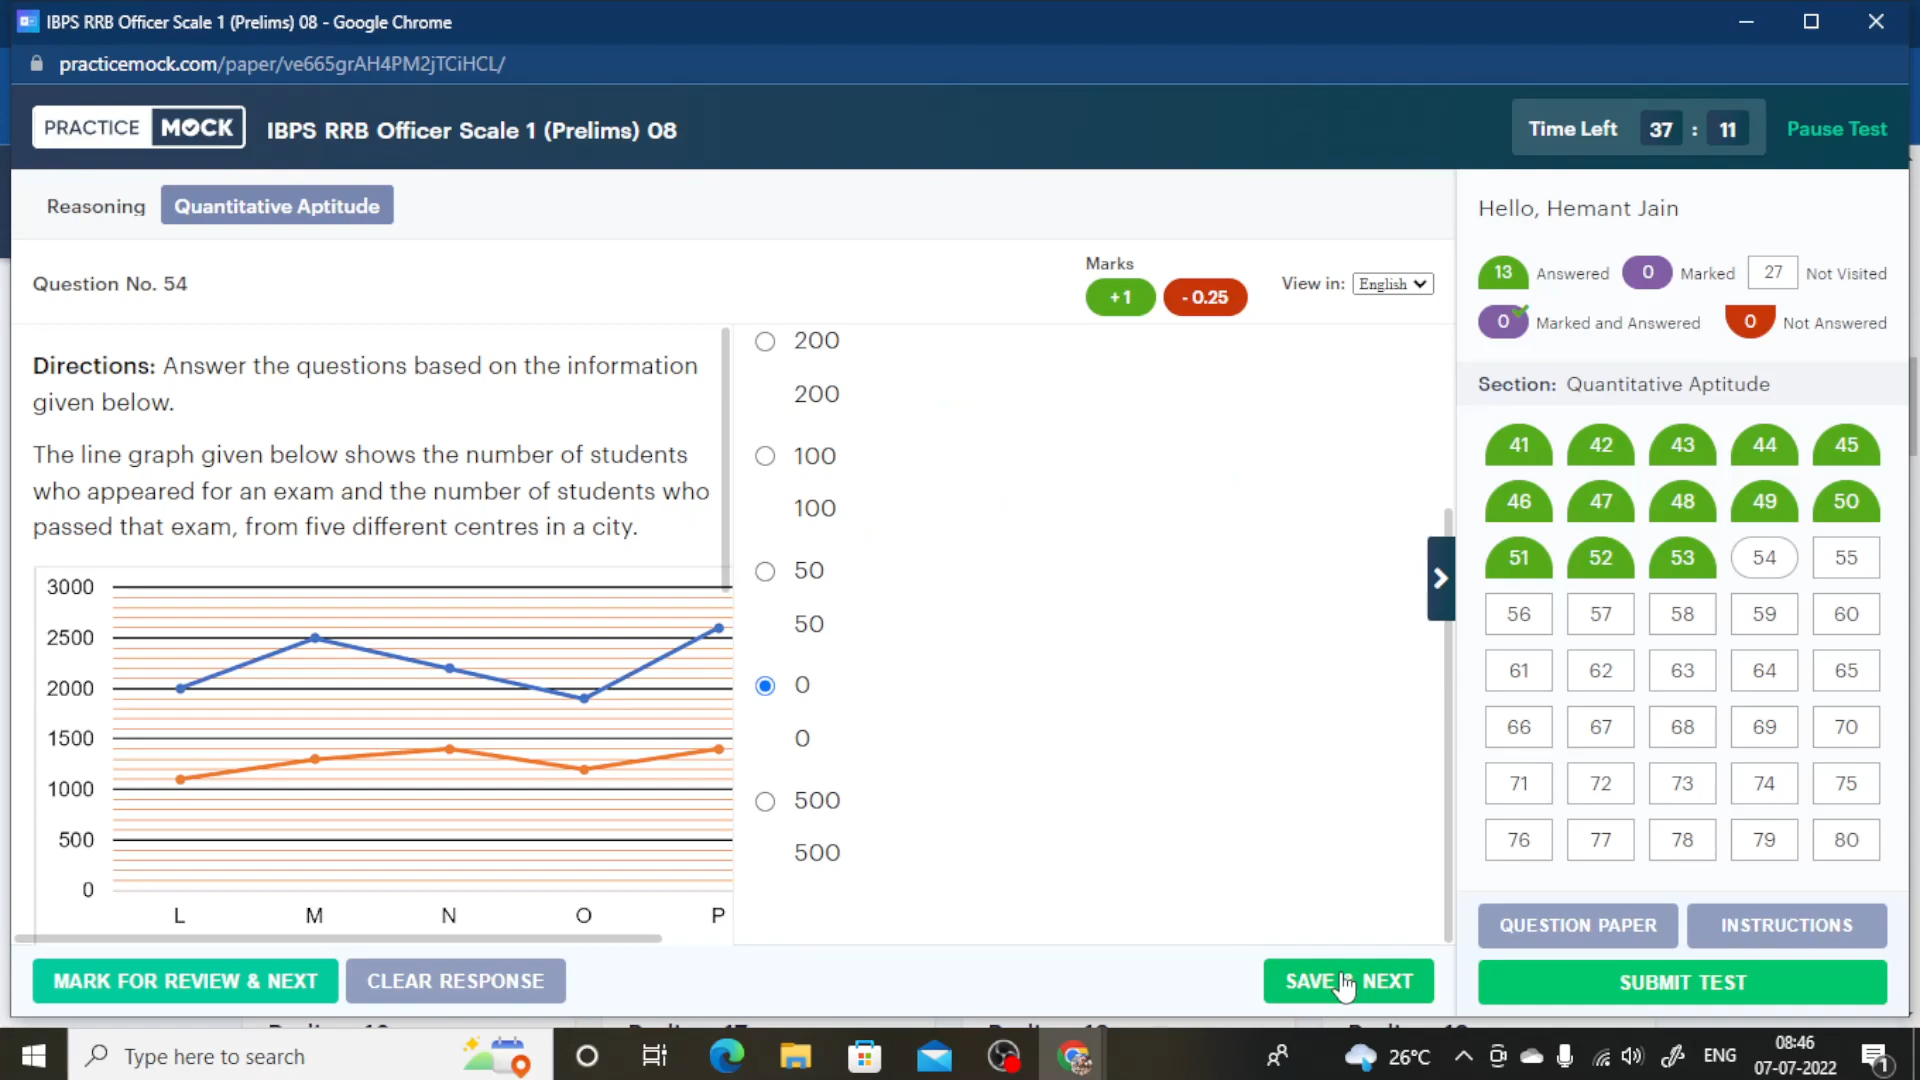 IBPS RRB Officer Scale 1 (Prelims) 08 - Google Chrome
practicemock.com/paper/ve665grAH4PM2jTCiHCL/
PRACTICE MOCK
IBPS RRB Officer Scale 1 (Prelims) 08
Time Left 37 : 11
Pause Test
Reasoning
Quantitative Aptitude
Hello, Hemant Jain
Question No. 54
Marks
+ 1
- 0.25
View in: English
13 Answered
0 Marked
27 Not Visited
0 Marked and Answered
0 Not Answered
Directions: Answer the questions based on the information
given below.
The line graph given below shows the number of students
who appeared for an exam and the number of students who
passed that exam, from five different centres in a city.
3000
2500
2000
1500
1000
500
0
L M N O P
200
200
100
100
50
50
0
0
500
500
Section: Quantitative Aptitude
41 42 43 44 45
46 47 48 49 50
51 52 53 54 55
56 57 58 59 60
61 62 63 64 65
66 67 68 69 70
71 72 73 74 75
76 77 78 79 80
QUESTION PAPER
INSTRUCTIONS
MARK FOR REVIEW & NEXT
CLEAR RESPONSE
SAVE & NEXT
SUBMIT TEST
Type here to search
26°C
ENG
08:46
07-07-2022
1